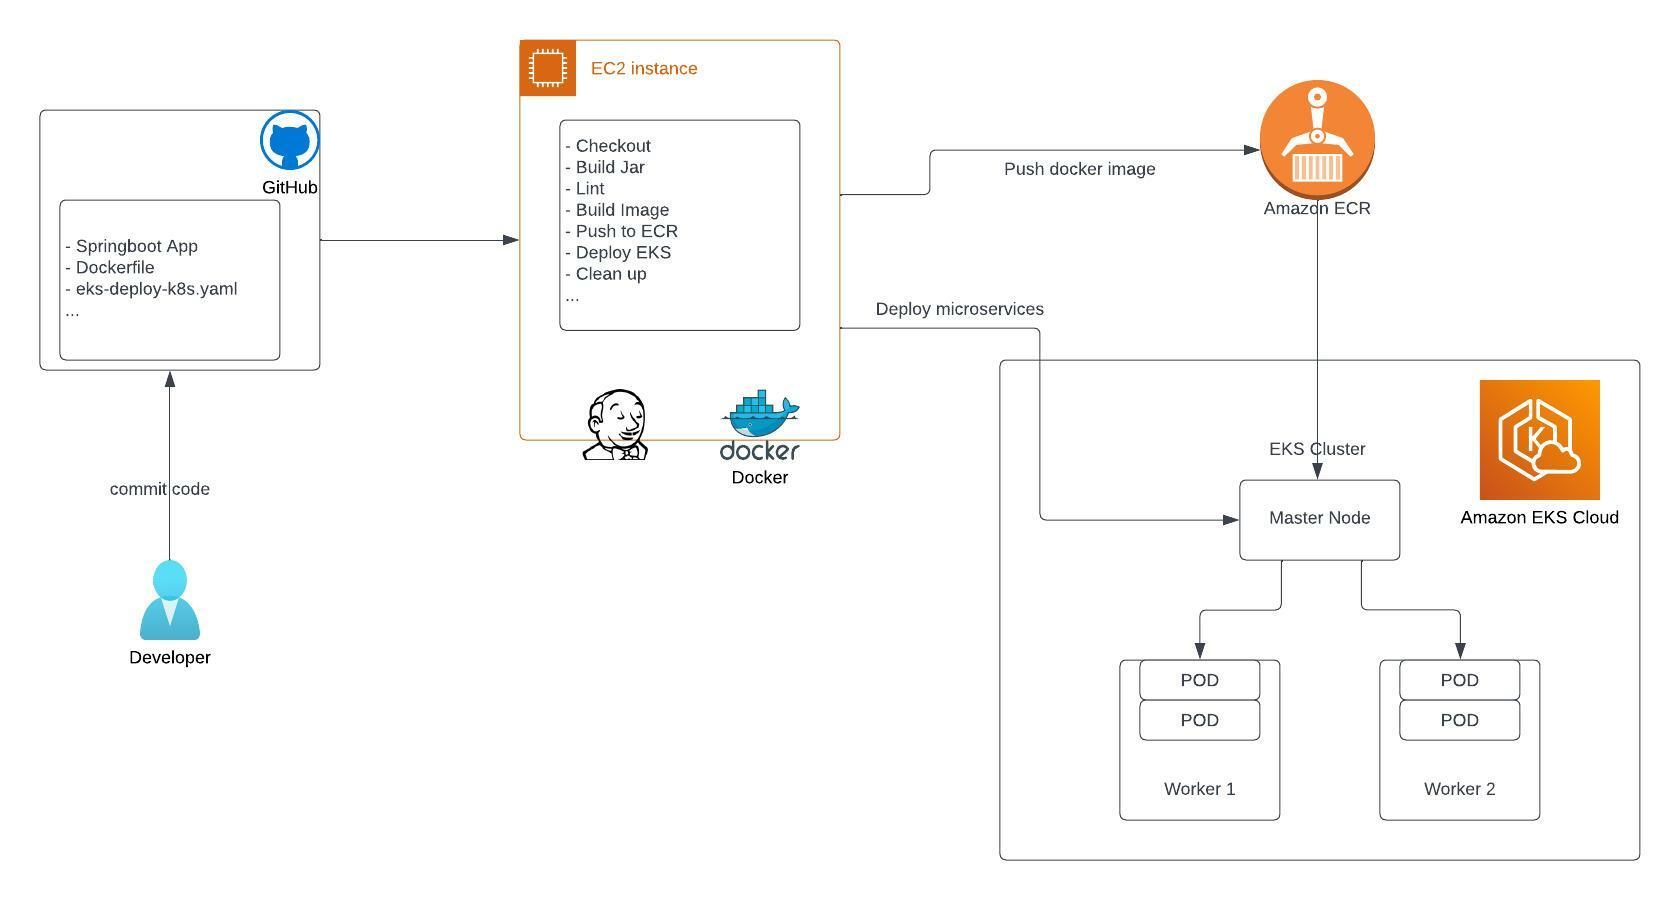 EC2 instance
GitHub
- Springboot App
- Dockerfile
- eks-deploy-k8s.yaml
...
- Checkout
- Build Jar
- Lint
- Build Image
- Push to ECR
- Deploy EKS
- Clean up
...
Push docker image
Amazon ECR
Deploy microservices
docker
Docker
commit code
Developer
EKS Cluster
K
Master Node
Amazon EKS Cloud
POD
POD
Worker 1
POD
POD
Worker 2